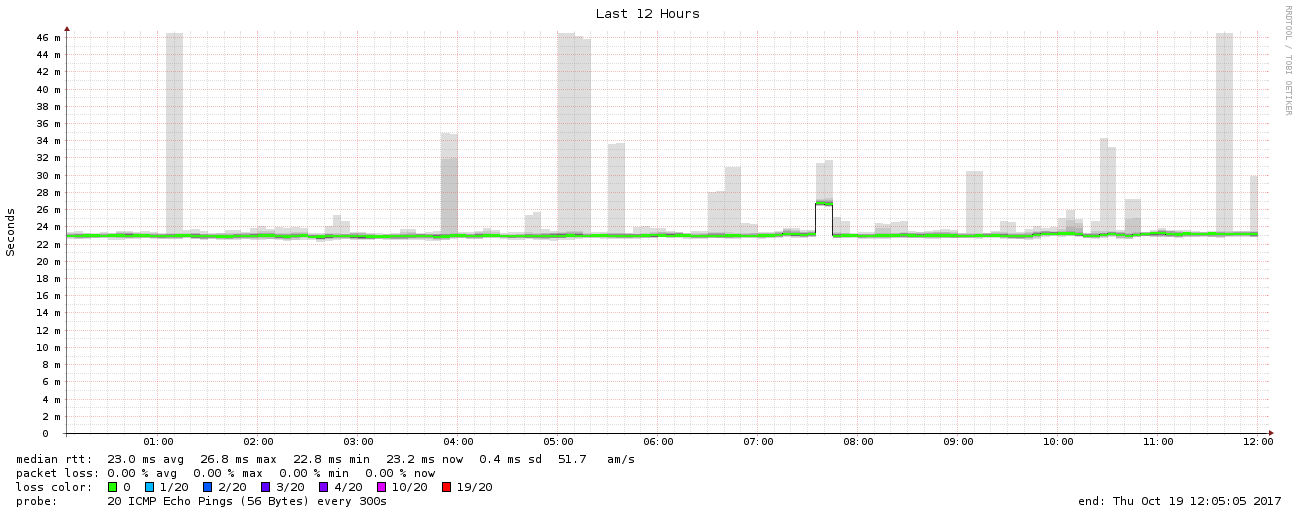 Last 12 Hours
RRDTOOL / TOBI OETIKER
Seconds
46 m
44 m
42 m
40 m
38 m
36 m
34 m
32 m
30 m
28 m
26 m
24 m
22 m
20 m
18 m
16 m
14 m
12 m
10 m
8 m
6 m
4 m
2 m
0
01:00 02:00 03:00 04:00 05:00 06:00 07:00 08:00 09:00 10:00 11:00 12:00
median rtt: 23.0 ms avg 26.8 ms max 22.8 ms min 23.2 ms now 0.4 ms sd 51.7 am/s
packet loss: 0.00 % avg 0.00 % max 0.00 % min 0.00 % now
loss color: 0 1/20 2/20 3/20 4/20 10/20 19/20
probe: 20 ICMP Echo Pings (56 Bytes) every 300s end: Thu Oct 19 12:05:05 2017